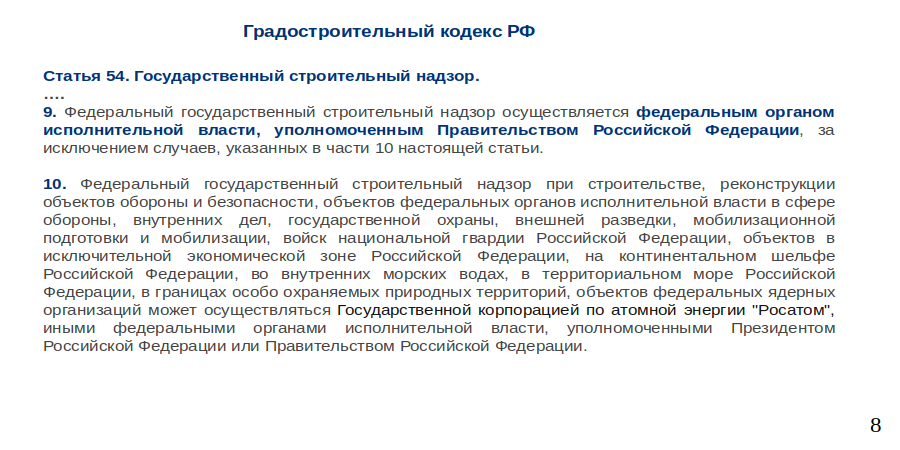 Градостроительный кодекс РФ
Статья 54. Государственный строительный надзор.
....
9. Федеральный государственный строительный надзор осуществляется федеральным органом
исполнительной власти, уполномоченным Правительством Российской Федерации, за
исключением случаев, указанных в части 10 настоящей статьи.
10. Федеральный государственный строительный надзор при строительстве, реконструкции
объектов обороны и безопасности, объектов федеральных органов исполнительной власти в сфере
обороны, внутренних дел, государственной охраны, внешней разведки, мобилизационной
подготовки и мобилизации, войск национальной гвардии Российской Федерации, объектов в
исключительной экономической зоне Российской Федерации, на континентальном шельфе
Российской Федерации, во внутренних морских водах, в территориальном море Российской
Федерации, в границах особо охраняемых природных территорий, объектов федеральных ядерных
организаций может осуществляться Государственной корпорацией по атомной энергии "Росатом",
иными федеральными органами исполнительной власти, уполномоченными Президентом
Российской Федерации или Правительством Российской Федерации.
8